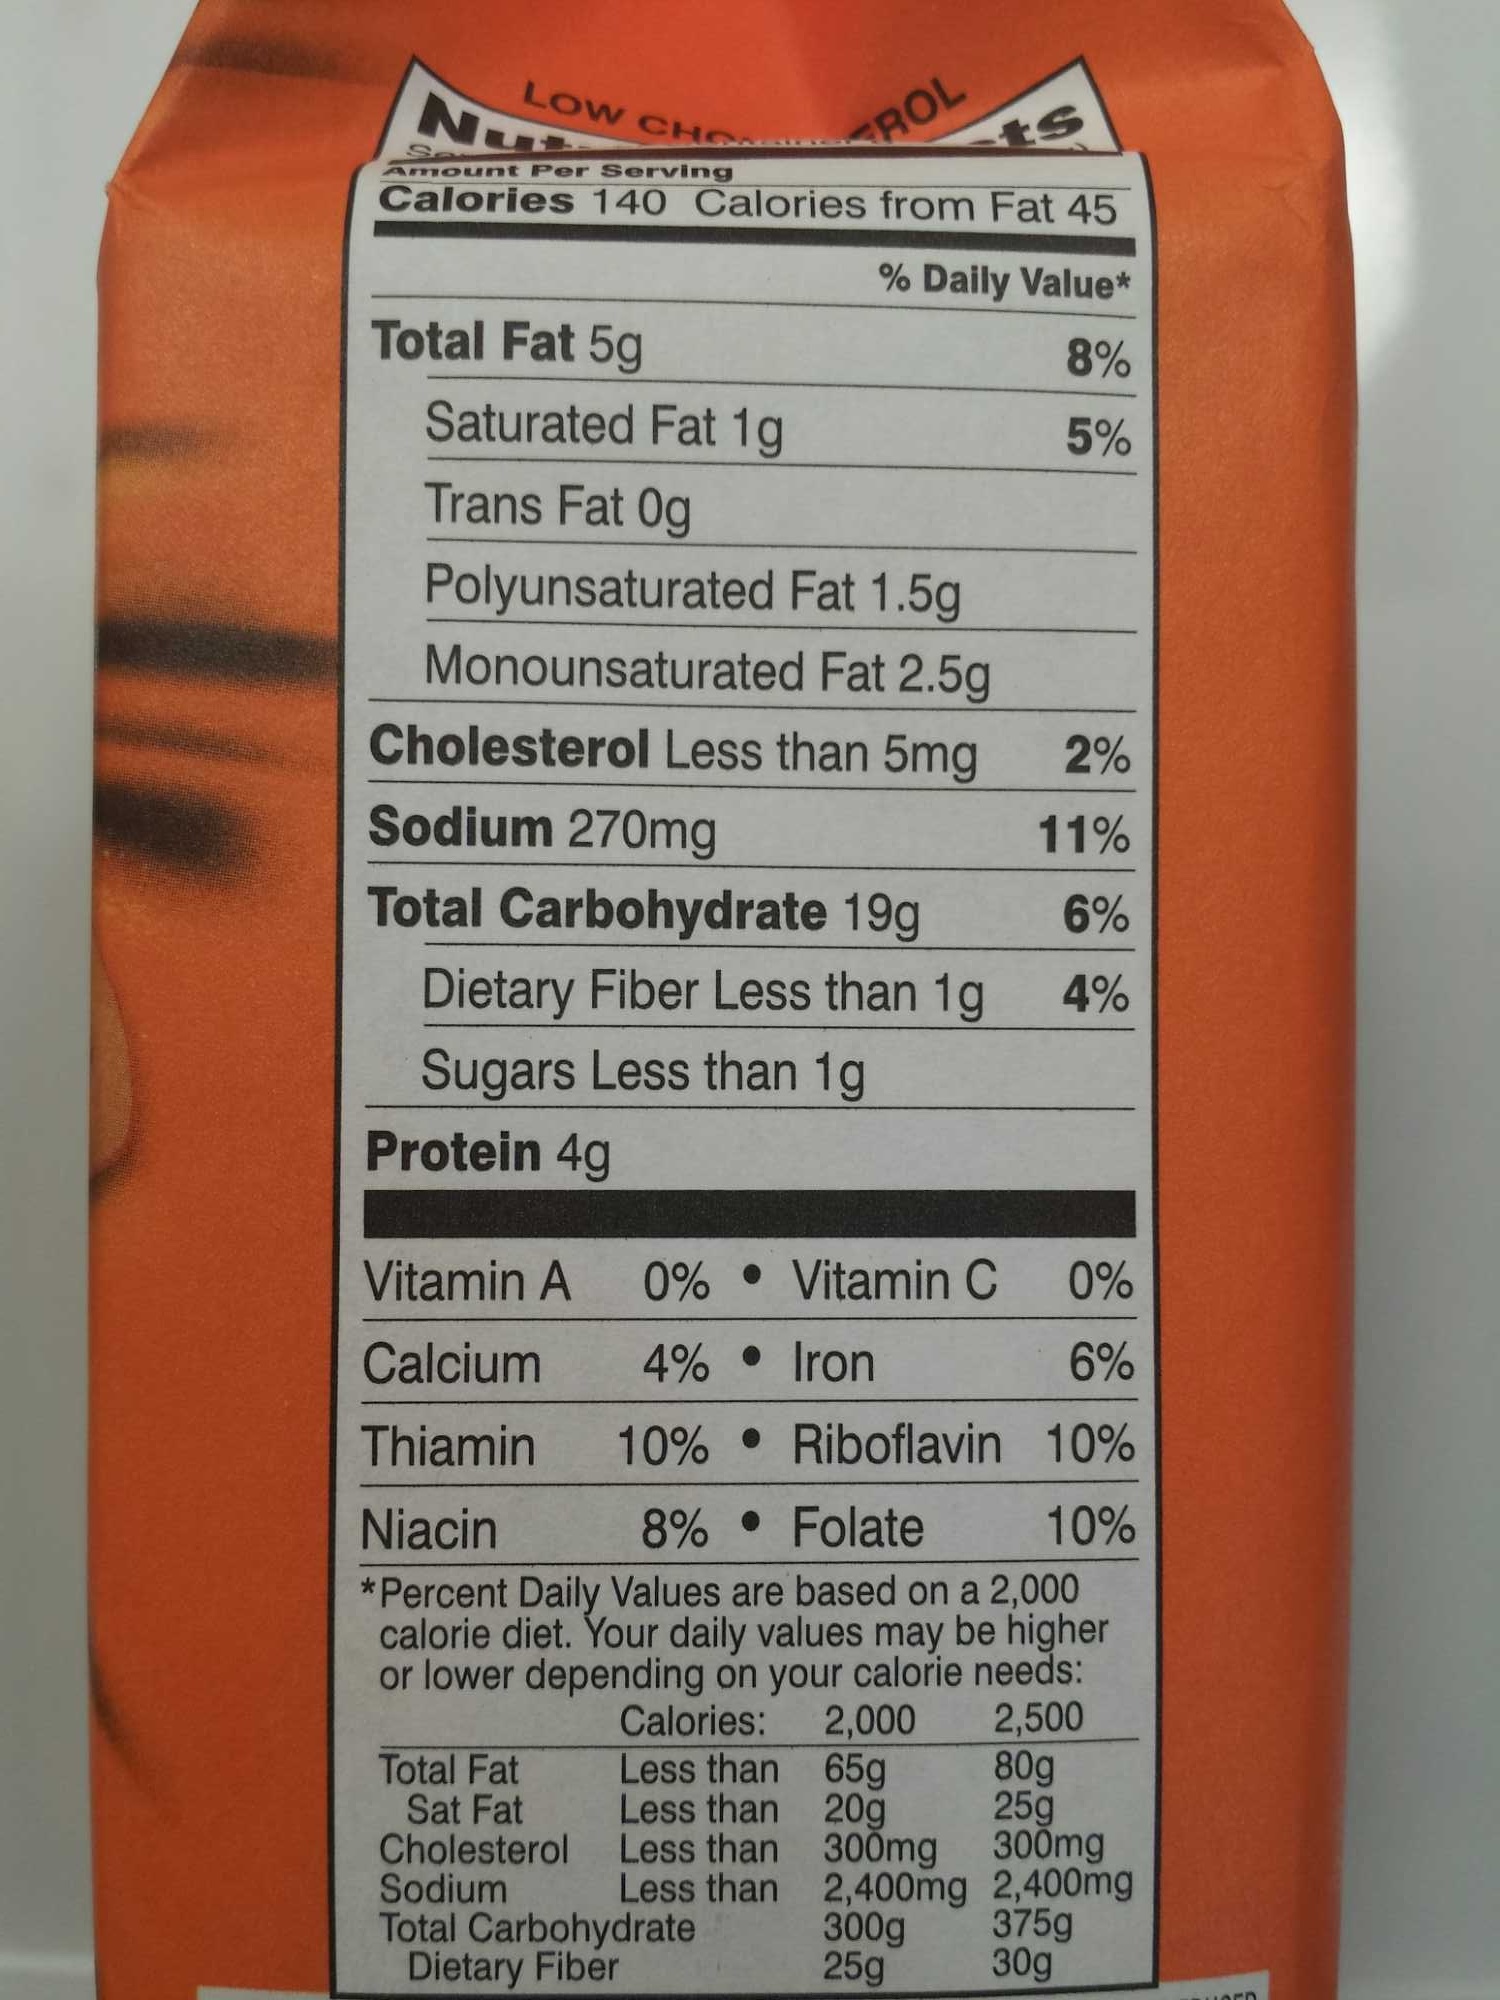 LOW
Amount Per Serving
Calories 140 Calories from Fat 45
% Daily Value*
Total Fat 5g 8%
Saturated Fat 1g 5%
Trans Fat 0g
Polyunsaturated Fat 1.5g
Monounsaturated Fat 2.5g
Cholesterol Less than 5mg 2%
Sodium 270mg 11%
Total Carbohydrate 19g 6%
Dietary Fiber Less than 1g 4%
Sugars Less than 1g
Protein 4g
Vitamin A 0% • Vitamin C 0%
Calcium 4% • Iron 6%
Thiamin 10% • Riboflavin 10%
Niacin 8% • Folate 10%
*Percent Daily Values are based on a 2,000
calorie diet. Your daily values may be higher
or lower depending on your calorie needs:
Calories: 2,000 2,500
Total Fat Less than 65g 80g
Sat Fat Less than 20g 25g
Cholesterol Less than 300mg 300mg
Sodium Less than 2,400mg 2,400mg
Total Carbohydrate 300g 375g
Dietary Fiber 25g 30g